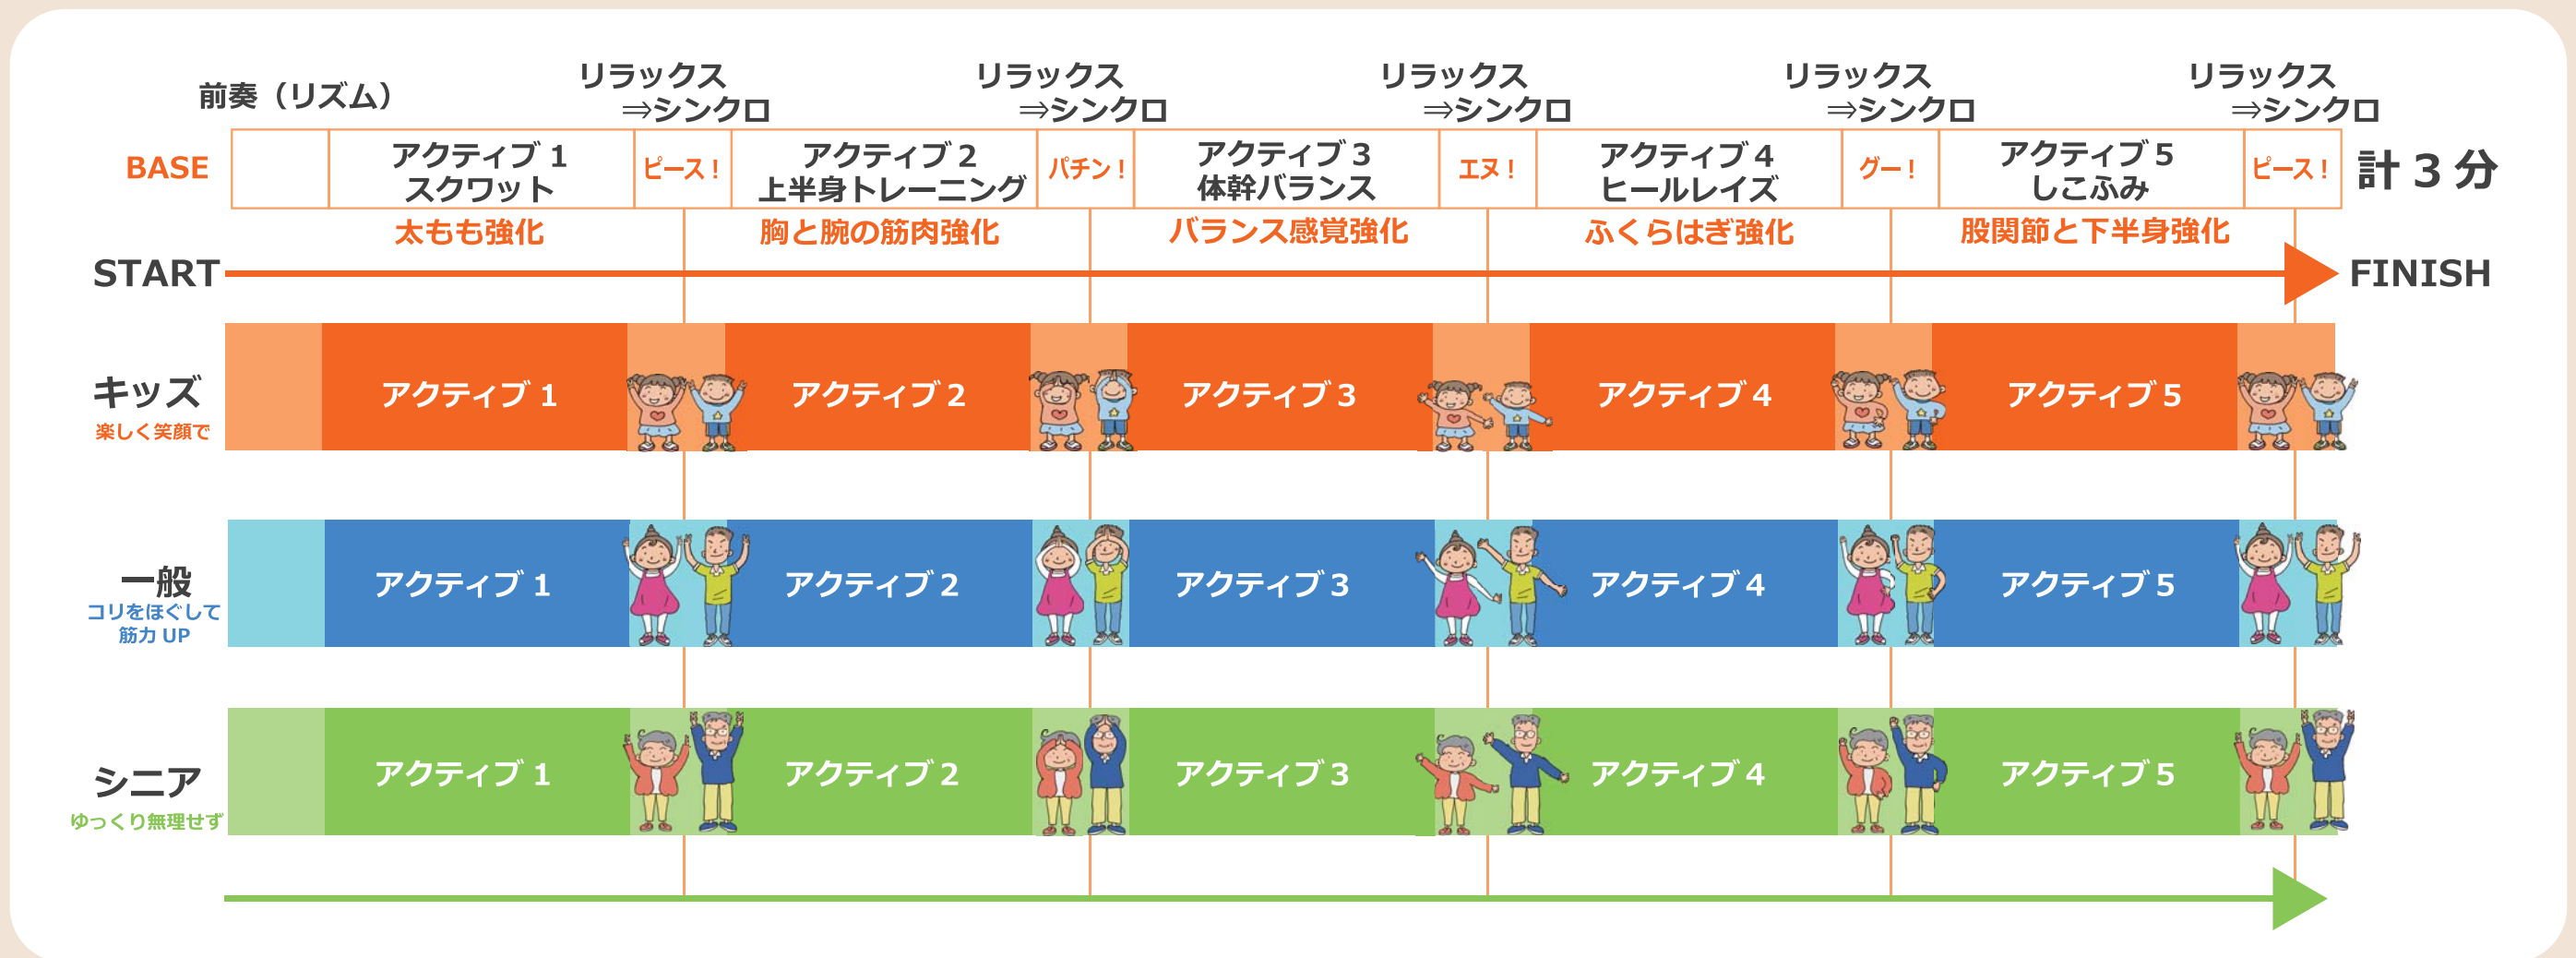 前奏（リズム）
リラックス
⇒シンクロ
リラックス
⇒シンクロ
リラックス
⇒シンクロ
リラックス
⇒シンクロ
リラックス
⇒シンクロ
BASE
アクティブ１
スクワット
ピース！
アクティブ２
上半身トレーニング
パチン！
アクティブ３
体幹バランス
エヌ！
アクティブ４
ヒールレイズ
グー！
アクティブ５
しこふみ
ピース！
計３分
太もも強化
胸と腕の筋肉強化
バランス感覚強化
ふくらはぎ強化
股関節と下半身強化
START
FINISH
キッズ
楽しく笑顔で
アクティブ１
アクティブ２
アクティブ３
アクティブ４
アクティブ５
一般
コリをほぐして
筋力UP
アクティブ１
アクティブ２
アクティブ３
アクティブ４
アクティブ５
シニア
ゆっくり無理せず
アクティブ１
アクティブ２
アクティブ３
アクティブ４
アクティブ５